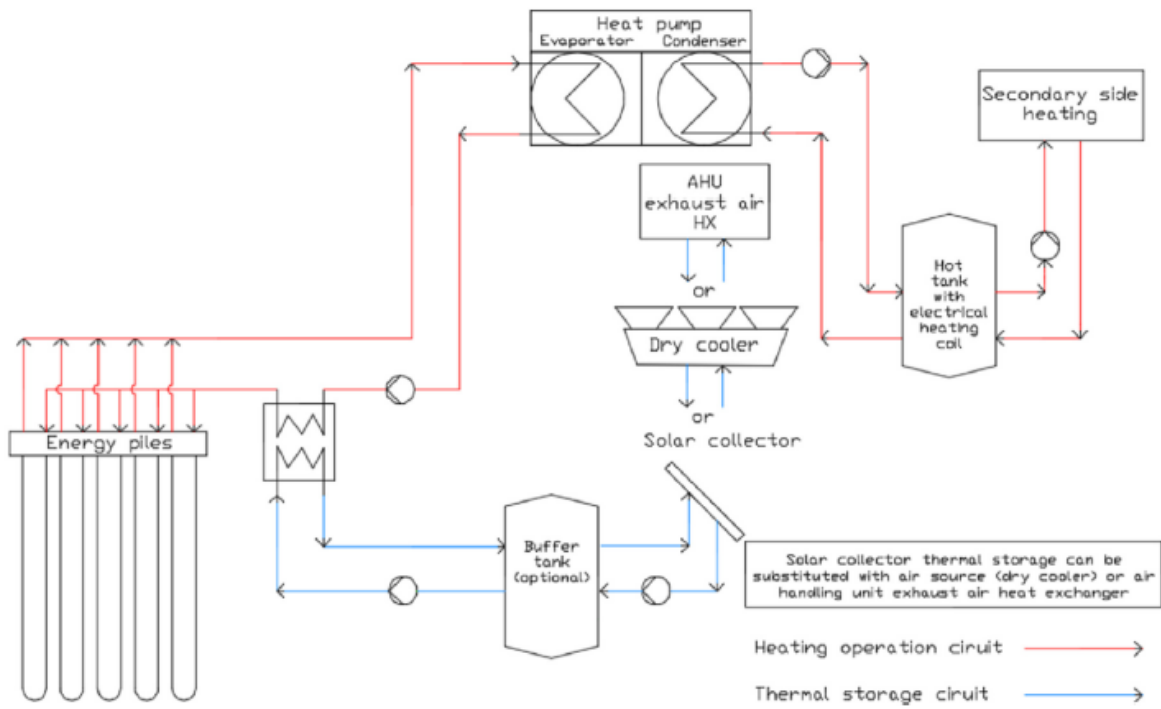 Heat pump
Evaporator Condenser
Secondary side
heating
AHU
exhaust air
HX
or
Hot
tank
with
electrical
heating
coil
Dry cooler
or
Solar collector
Energy piles
Buffer
tank
(optional)
Solar collector thermal storage can be
substituted with air source (dry cooler) or air
handling unit exhaust air heat exchanger
Heating operation ciruit
Thermal storage ciruit